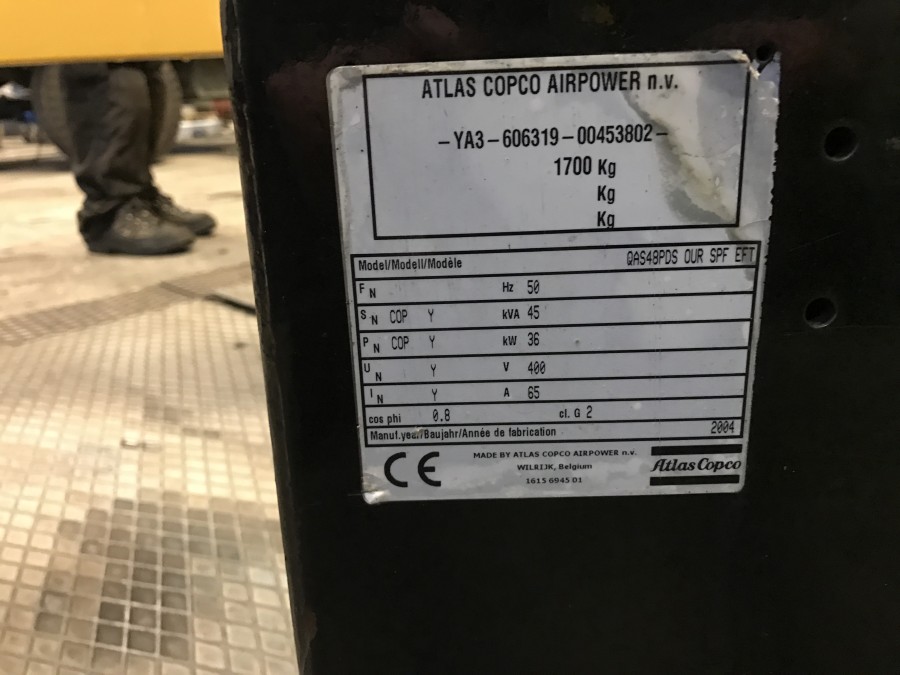 ATLAS COPCO AIRPOWER n.v.
-YA3-606319-00453802-
1700 Kg
Kg
Kg
Model/Modell/Modèle QAS48PDS OUR SPF EFT
F N Hz 50
S N COP Y kVA 45
P N COP Y kW 36
U N Y V 400
I N Y A 65
cos phi 0.8 cl. G 2
Manuf.year/Baujahr/Année de fabrication 2004
CE MADE BY ATLAS COPCO AIRPOWER n.v.
WILRIJK, Belgium
1615 6945 01
Atlas Copco